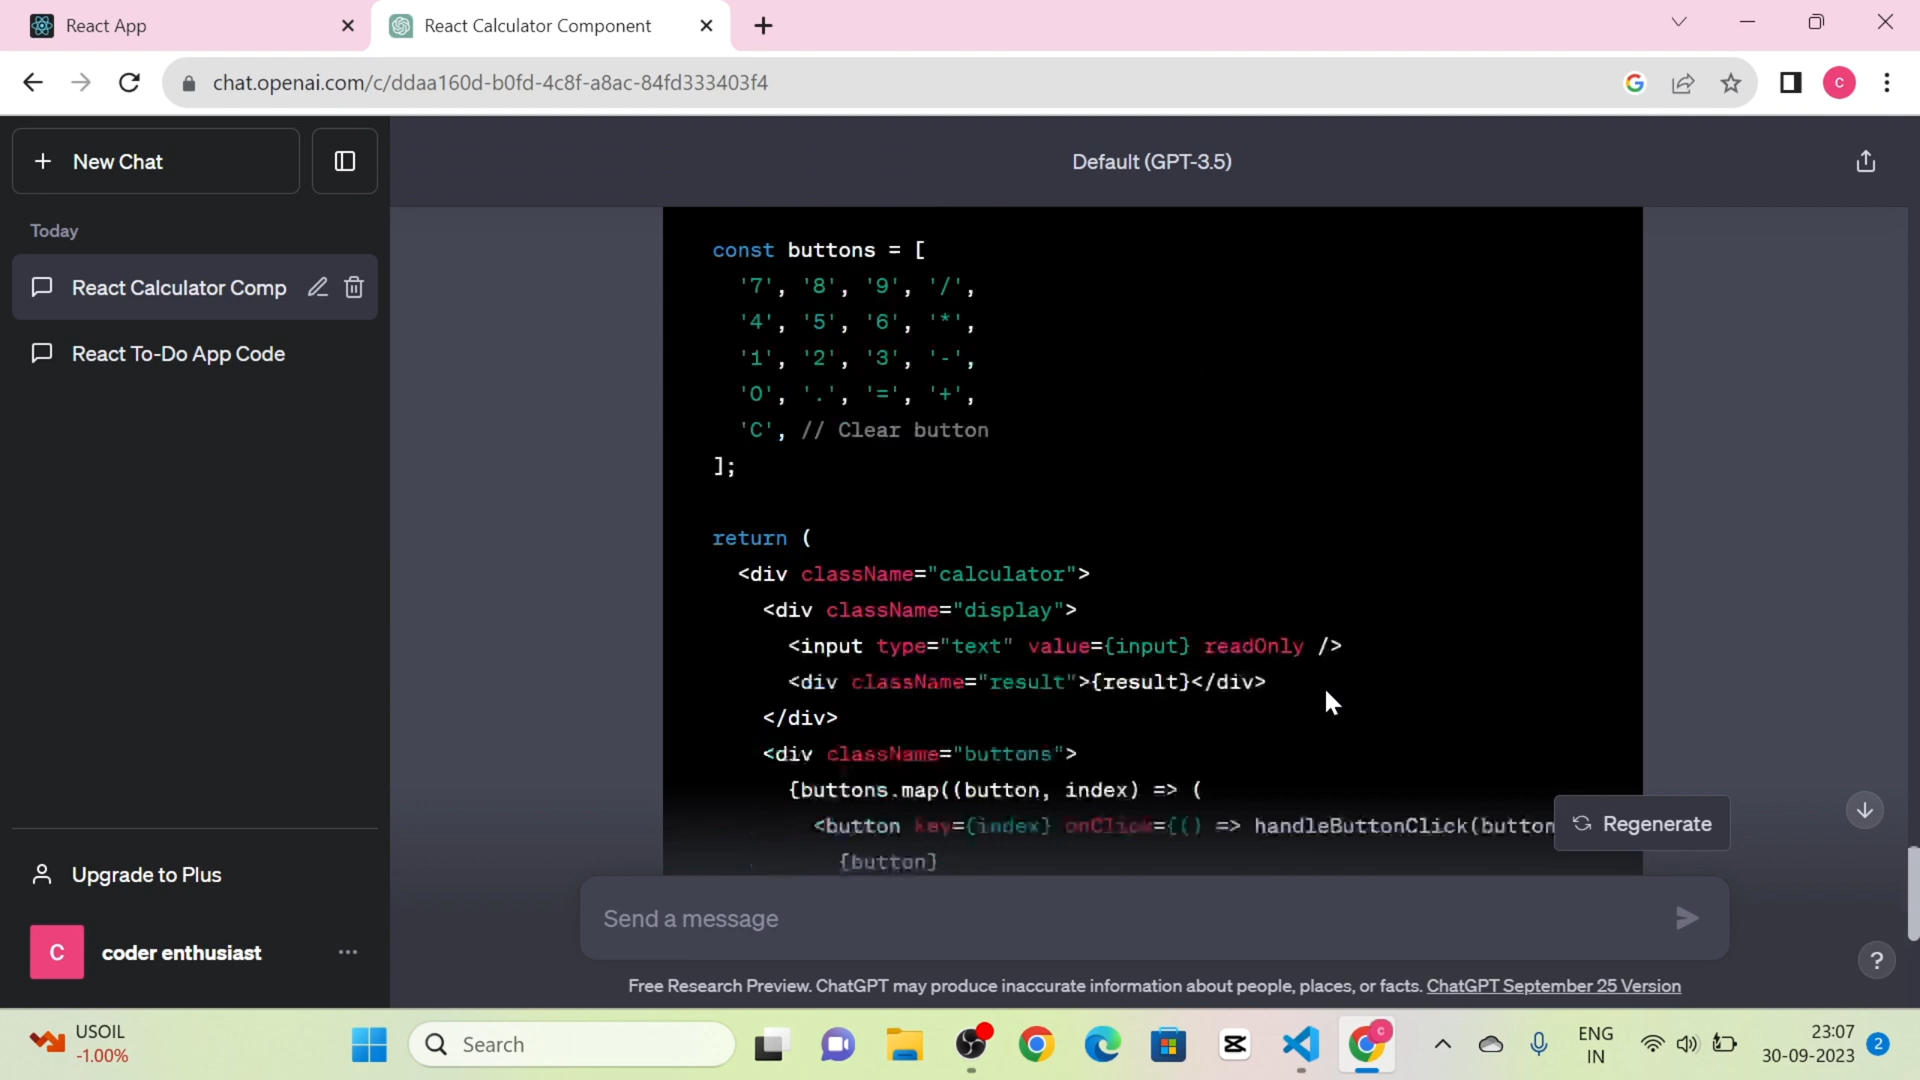 React App
React Calculator Component
chat.openai.com/c/ddaa160d-b0fd-4c8f-a8ac-84fd333403f4
C
New Chat
Default (GPT-3.5)
Today
React Calculator Comp
React To-Do App Code
const buttons = [
'7', '8', '9', '/',
'4', '5', '6', '*',
'1', '2', '3', '-',
'0', '.', '=', '+',
'C', // Clear button
];
return (
<div className="calculator">
<div className="display">
<input type="text" value={input} readOnly />
<div className="result">{result}</div>
</div>
<div className="buttons">
{buttons.map((button, index) => (
<button key={index} onClick={() => handleButtonClick(button
{button}
Regenerate
Upgrade to Plus
Send a message
C
coder enthusiast
?
Free Research Preview. ChatGPT may produce inaccurate information about people, places, or facts. ChatGPT September 25 Version
USOIL
-1.00%
Search
C
ENG
IN
23:07
30-09-2023
2